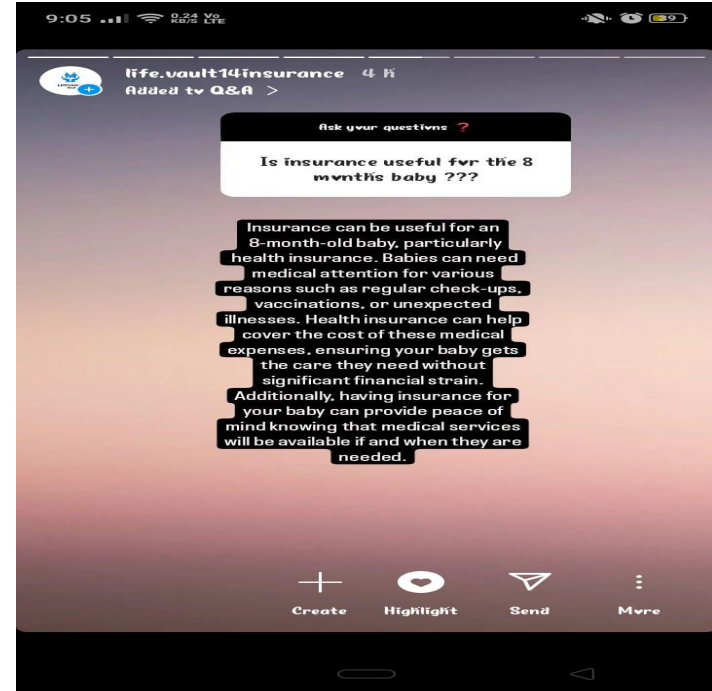 9:05 0.24 KB/S Vo LTE 39
life.vault14insurance 4 h
Added to Q&A >
Ask your questions ❓
Is insurance useful for the 8
months baby ???
Insurance can be useful for an
8-month-old baby, particularly
health insurance. Babies can need
medical attention for various
reasons such as regular check-ups,
vaccinations, or unexpected
illnesses. Health insurance can help
cover the cost of these medical
expenses, ensuring your baby gets
the care they need without
significant financial strain.
Additionally, having insurance for
your baby can provide peace of
mind knowing that medical services
will be available if and when they are
needed.
Create Highlight Send More